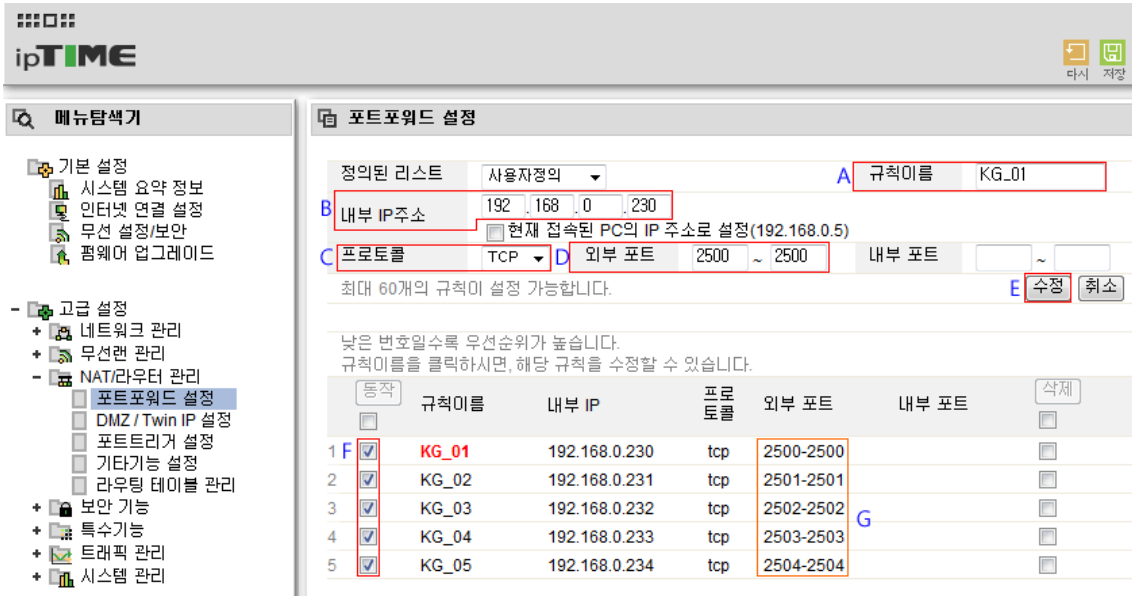 ipTIME
다시 저장
메뉴탐색기
기본 설정
시스템 요약 정보
인터넷 연결 설정
무선 설정/보안
펌웨어 업그레이드
고급 설정
네트워크 관리
무선랜 관리
NAT/라우터 관리
포트포워드 설정
DMZ / Twin IP 설정
포트트리거 설정
기타기능 설정
라우팅 테이블 관리
보안 기능
특수기능
트래픽 관리
시스템 관리
포트포워드 설정
정의된 리스트 사용자정의 A 규칙이름 KG_01
B 내부 IP주소 192 .168 .0 .230
현재 접속된 PC의 IP 주소로 설정(192.168.0.5)
C 프로토콜 TCP D 외부 포트 2500 ~ 2500 내부 포트 ~
최대 60개의 규칙이 설정 가능합니다. E 수정 취소
낮은 번호일수록 우선순위가 높습니다.
규칙이름을 클릭하시면, 해당 규칙을 수정할 수 있습니다.
동작 규칙이름 내부 IP 프로토콜 외부 포트 내부 포트 삭제
1 F KG_01 192.168.0.230 tcp 2500-2500
2 KG_02 192.168.0.231 tcp 2501-2501
3 KG_03 192.168.0.232 tcp 2502-2502 G
4 KG_04 192.168.0.233 tcp 2503-2503
5 KG_05 192.168.0.234 tcp 2504-2504